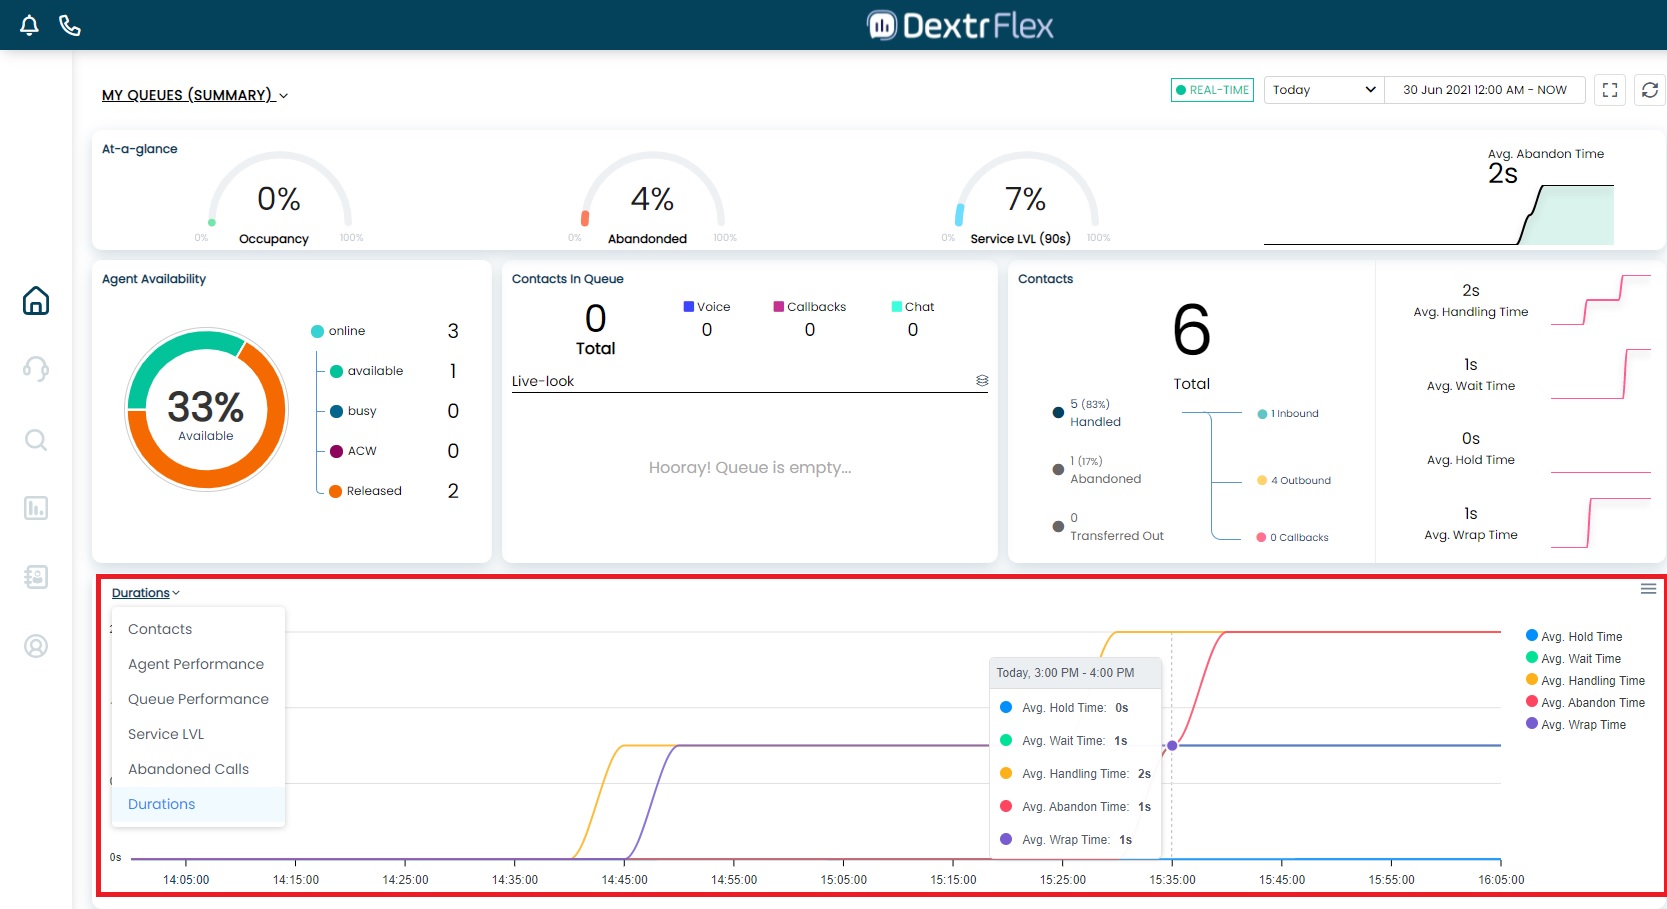 DextrFlex
MY QUEUES (SUMMARY)
REAL-TIME
Today
30 Jun 2021 12:00 AM - NOW
At-a-glance
0%
0%
Occupancy
100%
4%
0%
Abandonded
100%
7%
0%
Service LVL (90s)
100%
Avg. Abandon Time
2s
Agent Availability
33%
Available
online 3
available 1
busy 0
ACW 0
Released 2
Contacts In Queue
0
Total
Voice
0
Callbacks
0
Chat
0
Live-look
Hooray! Queue is empty...
Contacts
6
Total
5 (83%)
Handled
1 (17%)
Abandoned
0
Transferred Out
1 Inbound
4 Outbound
0 Callbacks
2s
Avg. Handling Time
1s
Avg. Wait Time
0s
Avg. Hold Time
1s
Avg. Wrap Time
Durations
Contacts
Agent Performance
Queue Performance
Service LVL
Abandoned Calls
Durations
0s
Today, 3:00 PM - 4:00 PM
Avg. Hold Time: 0s
Avg. Wait Time: 1s
Avg. Handling Time: 2s
Avg. Abandon Time: 1s
Avg. Wrap Time: 1s
Avg. Hold Time
Avg. Wait Time
Avg. Handling Time
Avg. Abandon Time
Avg. Wrap Time
14:05:00 14:15:00 14:25:00 14:35:00 14:45:00 14:55:00 15:05:00 15:15:00 15:25:00 15:35:00 15:45:00 15:55:00 16:05:00